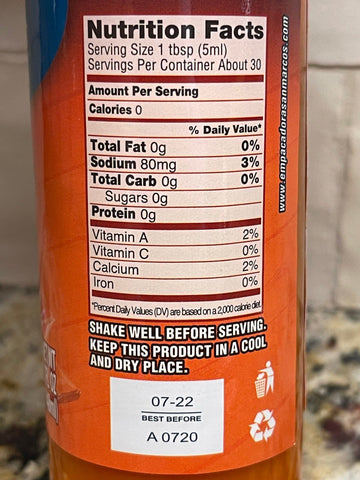 Nutrition Facts
Serving Size 1 tbsp (5ml)
Servings Per Container About 30
Amount Per Serving
Calories 0
% Daily Value*
Total Fat 0g 0%
Sodium 80mg 3%
Total Carb 0g 0%
Sugars 0g
Protein 0g
Vitamin A 2%
Vitamin C 0%
Calcium 2%
Iron 0%
*Percent Daily Values (DV) are based on a 2,000 calorie diet.
SHAKE WELL BEFORE SERVING.
KEEP THIS PRODUCT IN A COOL
AND DRY PLACE.
07-22
BEST BEFORE
A 0720
www.empacadorasanmarcos.com